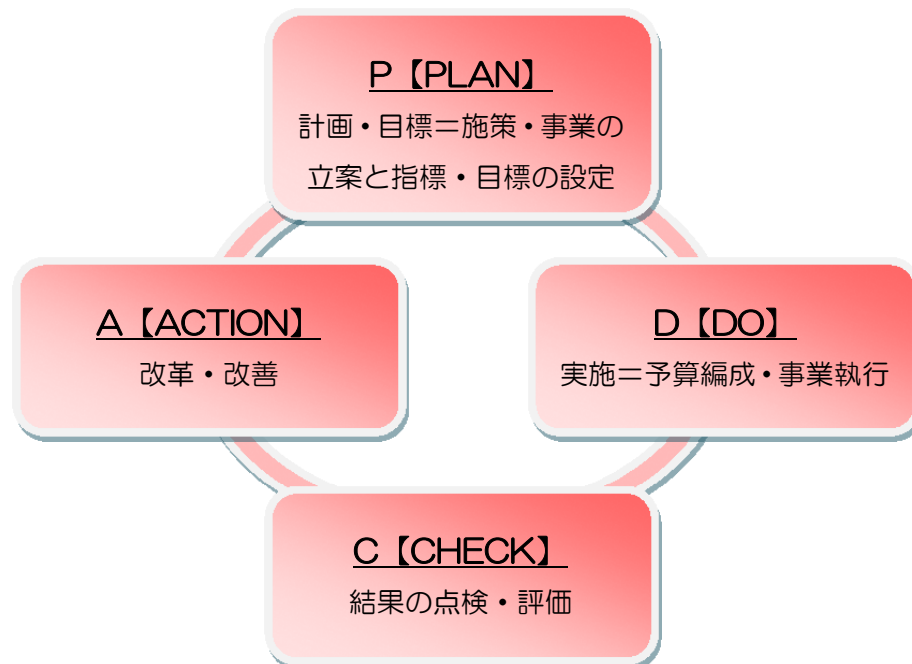 P【PLAN】
計画・目標＝施策・事業の
立案と指標・目標の設定
A【ACTION】
改革・改善
D【DO】
実施＝予算編成・事業執行
C【CHECK】
結果の点検・評価